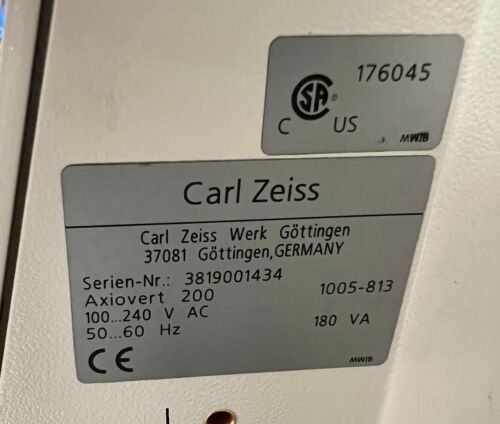 176045
SA
C US
MWIB
Carl Zeiss
Carl Zeiss Werk Göttingen
37081 Göttingen,GERMANY
Serien-Nr.: 3819001434
Axiovert 200 1005-813
100...240 V AC
50...60 Hz 180 VA
CE
MWIB